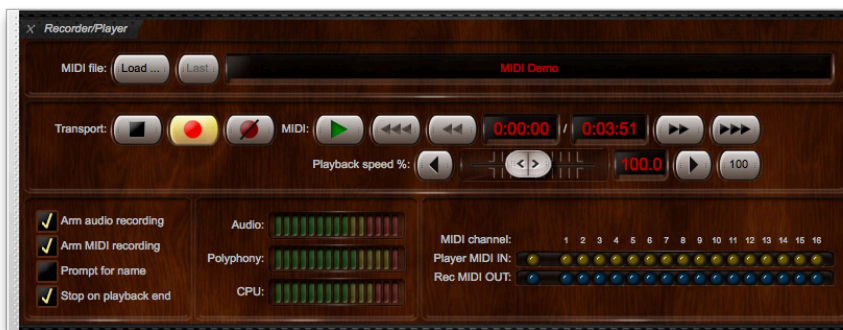 X Recorder/Player
MIDI file: Load ... Last MIDI Demo
Transport: MIDI: 0:00:00 / 0:03:51
Playback speed %: 100.0 100
Arm audio recording
Arm MIDI recording
Prompt for name
Stop on playback end
Audio:
Polyphony:
CPU:
MIDI channel: 1 2 3 4 5 6 7 8 9 10 11 12 13 14 15 16
Player MIDI IN:
Rec MIDI OUT: